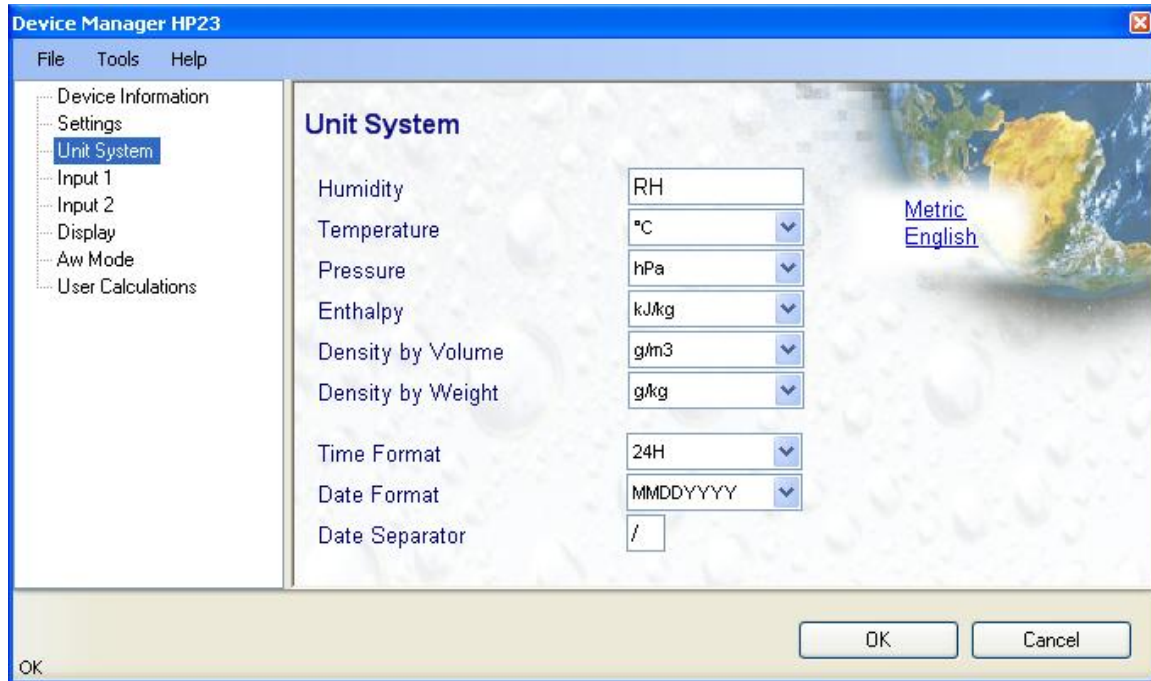 Device Manager HP23
File Tools Help
Device Information
Settings
Unit System
Input 1
Input 2
Display
Aw Mode
User Calculations
Unit System
Humidity RH
Temperature °C
Pressure hPa
Enthalpy kJ/kg
Density by Volume g/m3
Density by Weight g/kg
Time Format 24H
Date Format MMDDYYYY
Date Separator /
Metric
English
OK Cancel
OK